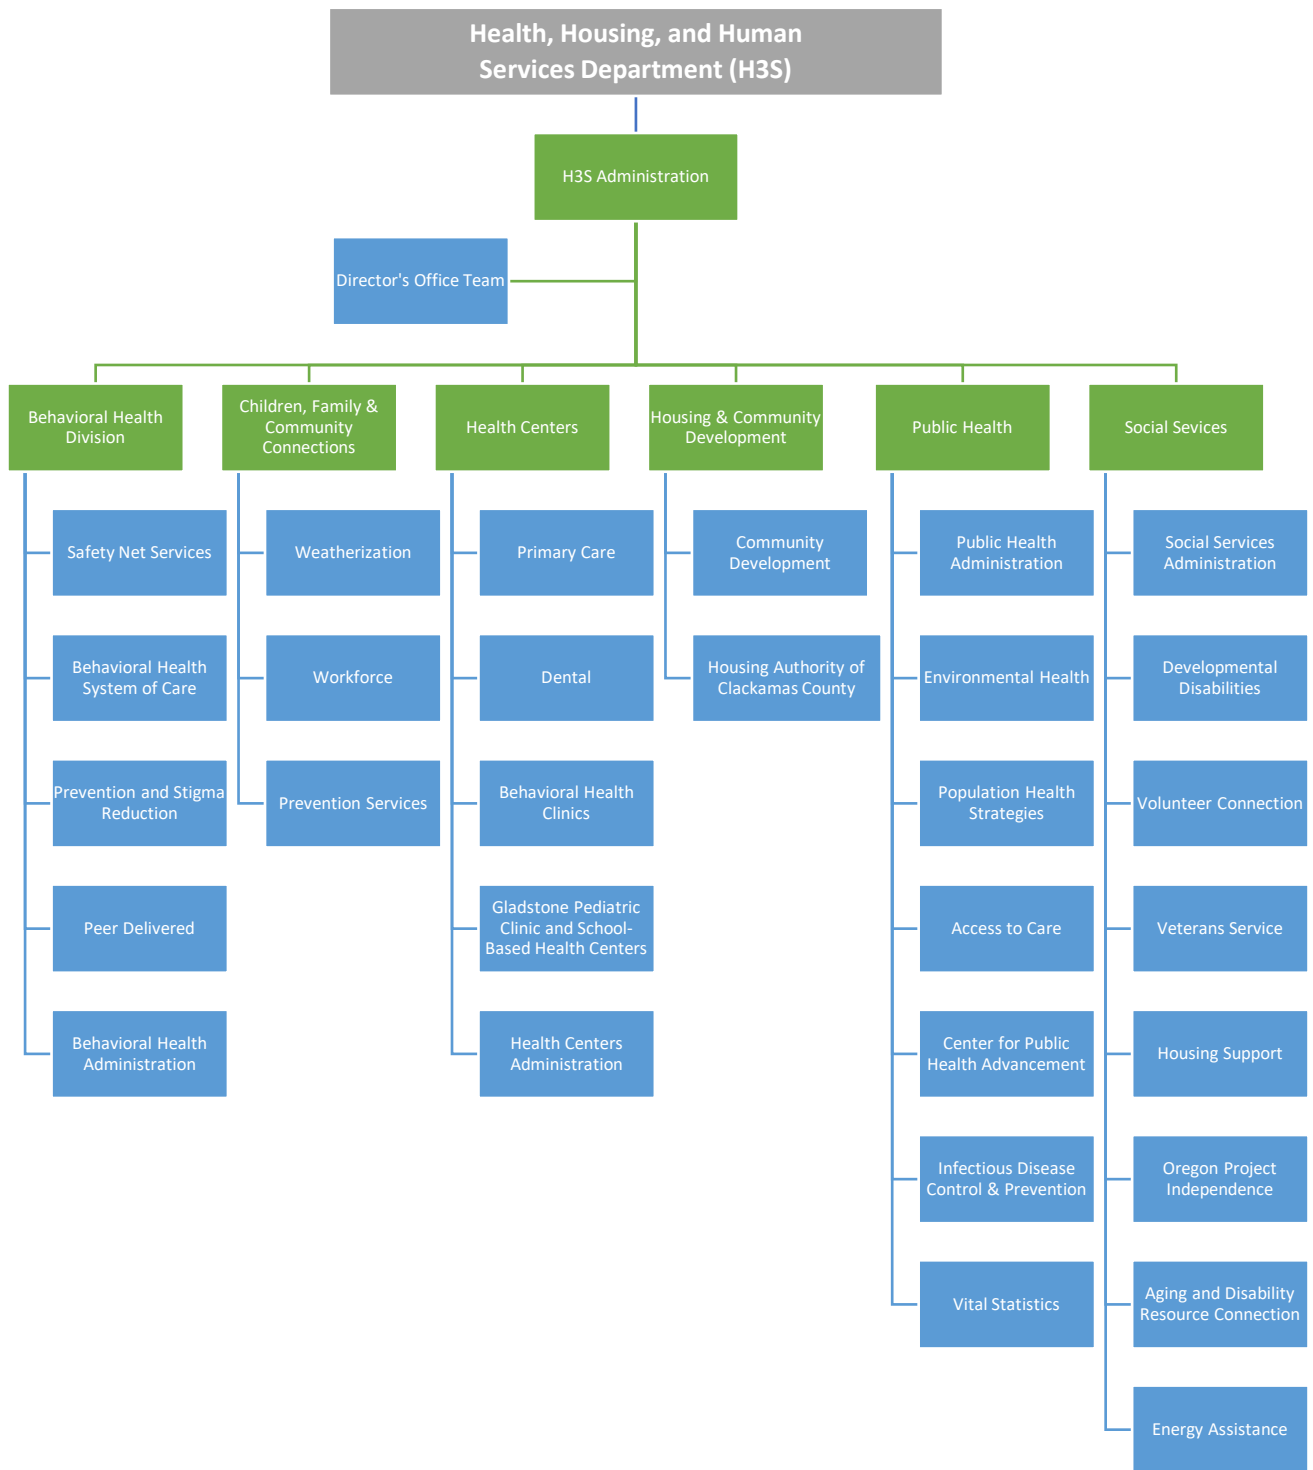 Health, Housing, and Human
Services Department (H3S)
H3S Administration
Director's Office Team
Behavioral Health
Division
Children, Family &
Community
Connections
Health Centers
Housing & Community
Development
Public Health
Social Sevices
Safety Net Services
Behavioral Health
System of Care
Prevention and Stigma
Reduction
Peer Delivered
Behavioral Health
Administration
Weatherization
Workforce
Prevention Services
Primary Care
Dental
Behavioral Health
Clinics
Gladstone Pediatric
Clinic and School-
Based Health Centers
Health Centers
Administration
Community
Development
Housing Authority of
Clackamas County
Public Health
Administration
Environmental Health
Population Health
Strategies
Access to Care
Center for Public
Health Advancement
Infectious Disease
Control & Prevention
Vital Statistics
Social Services
Administration
Developmental
Disabilities
Volunteer Connection
Veterans Service
Housing Support
Oregon Project
Independence
Aging and Disability
Resource Connection
Energy Assistance